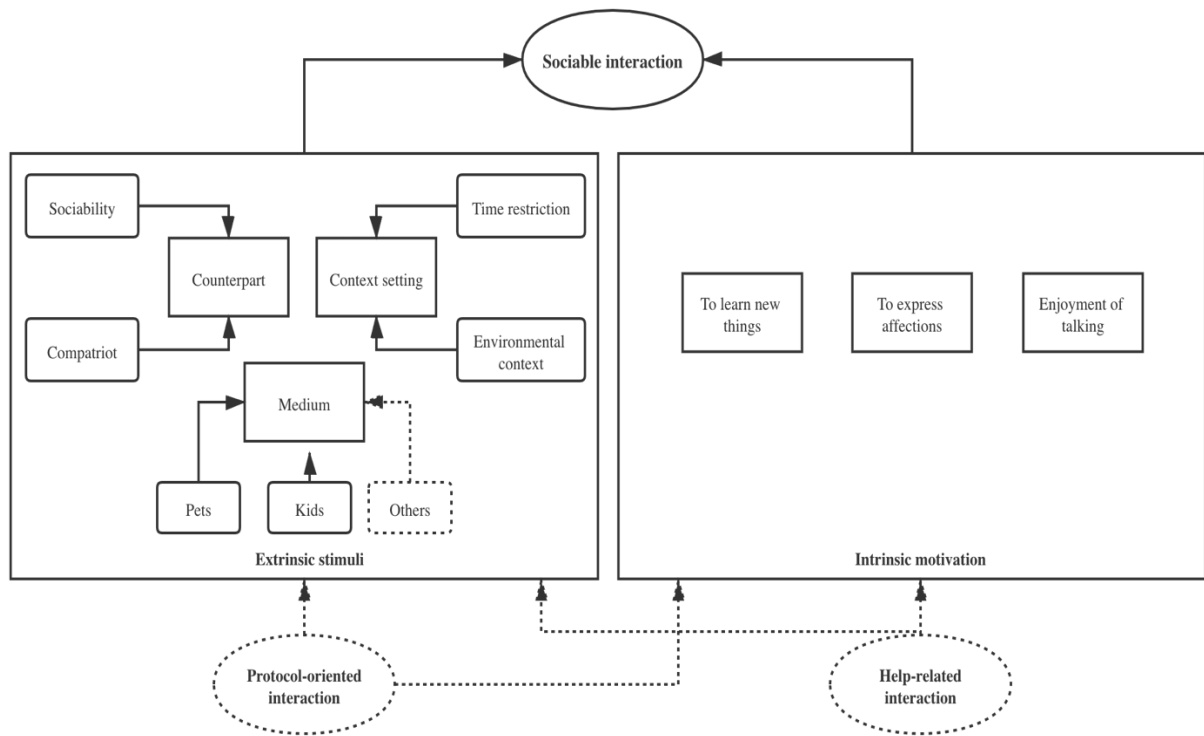 Sociable interaction
Sociability
Time restriction
Counterpart
Context setting
To learn new
things
To express
affections
Enjoyment of
talking
Compatriot
Environmental
context
Medium
Pets
Kids
Others
Extrinsic stimuli
Intrinsic motivation
Protocol-oriented
interaction
Help-related
interaction